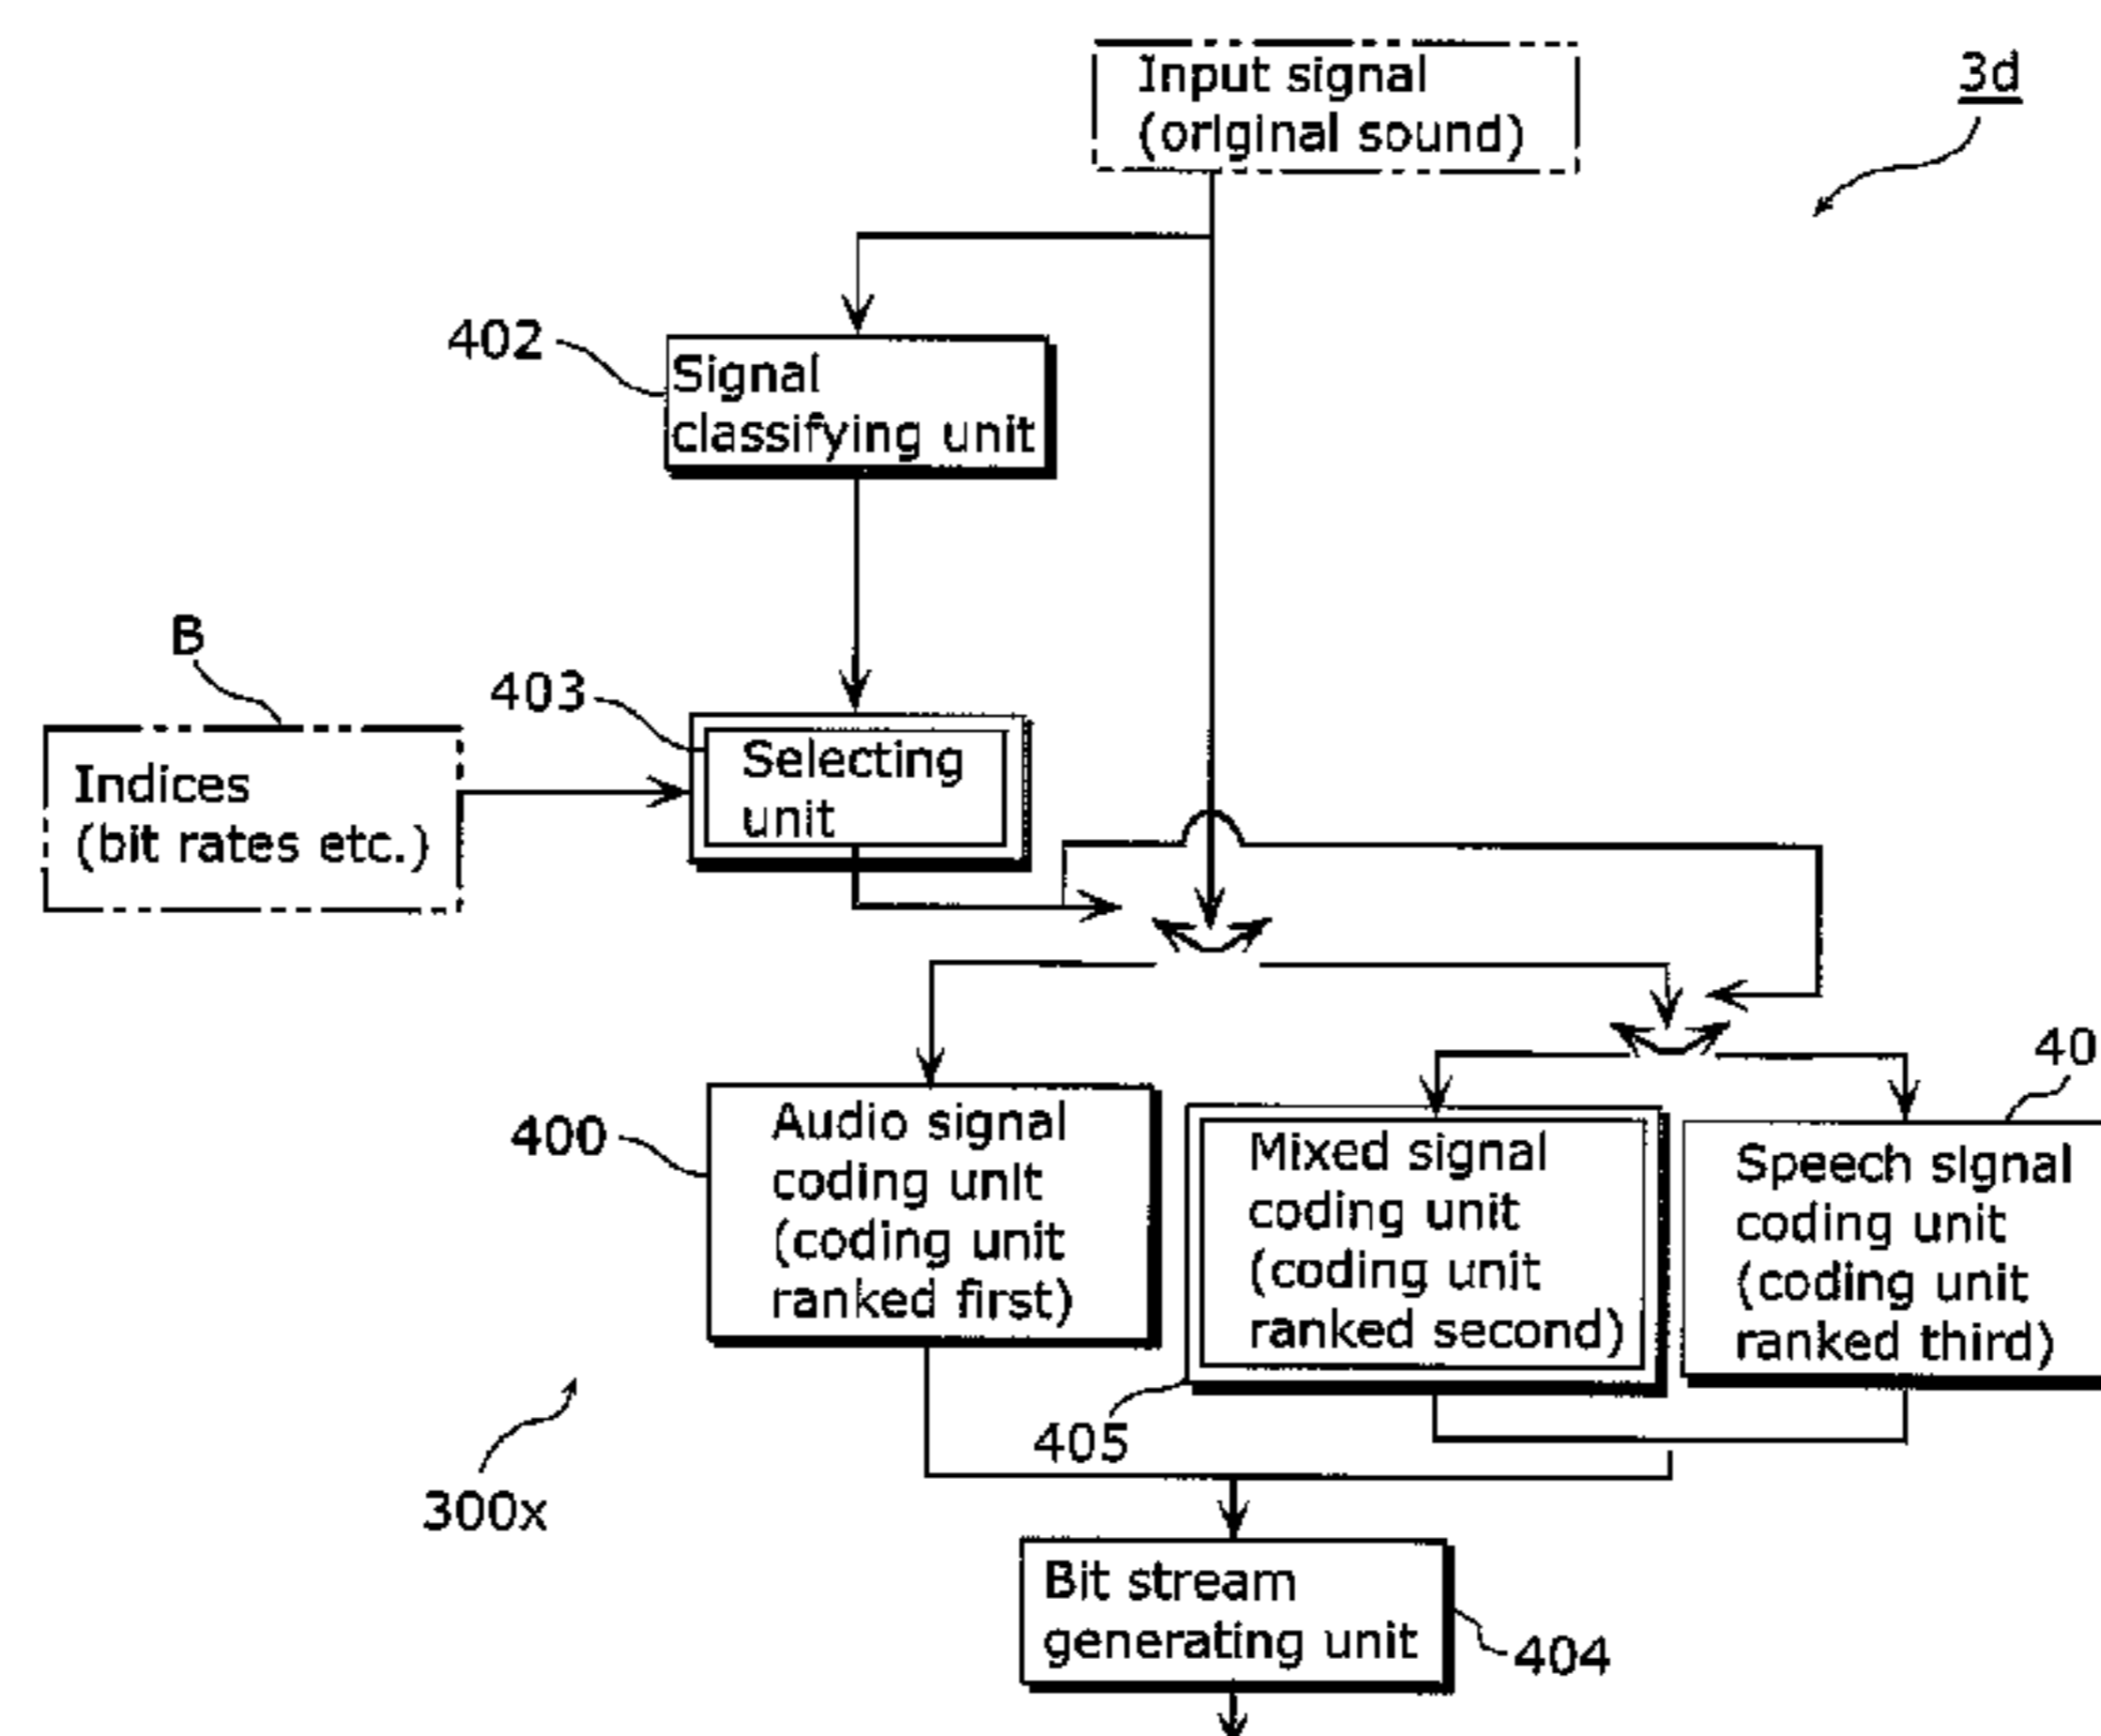 Input signal
(original sound)
3d
402
Signal
classifying unit
B
403
Indices
(bit rates etc.)
Selecting
unit
40
400
Audio signal
coding unit
(coding unit
ranked first)
Mixed signal
coding unit
(coding unit
ranked second)
Speech signal
coding unit
(coding unit
ranked third)
405
300x
Bit stream
generating unit
404